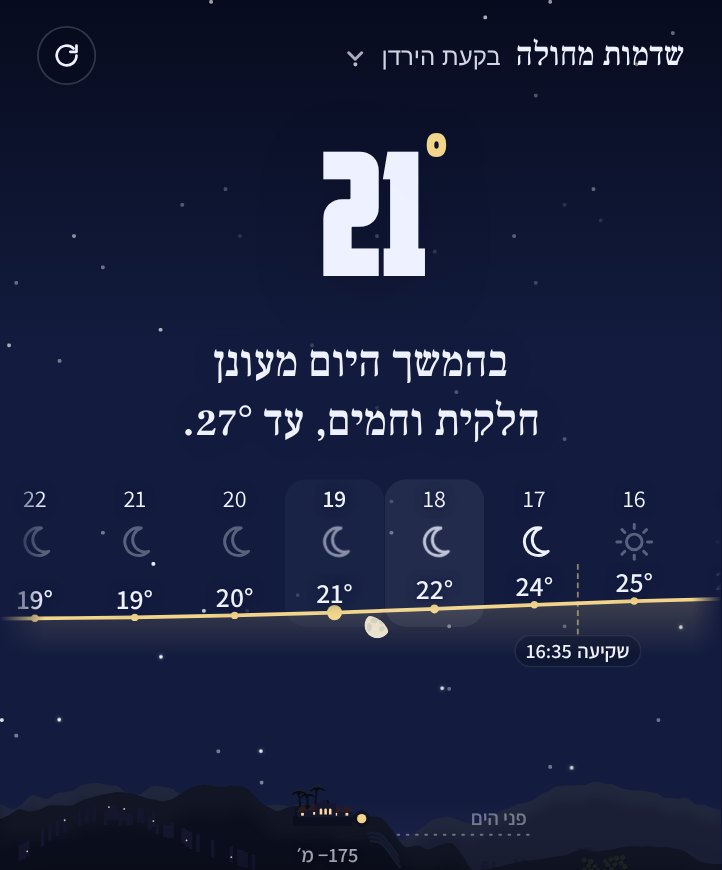 שדמות מחולה בקעת הירדן
21°
בהמשך היום מעונן
חלקית וחמים, עד 27°.
16 17 18 19 20 21 22
25° 24° 22° 21° 20° 19° 19°
שקיעה 16:35
פני הים
−175 מ׳